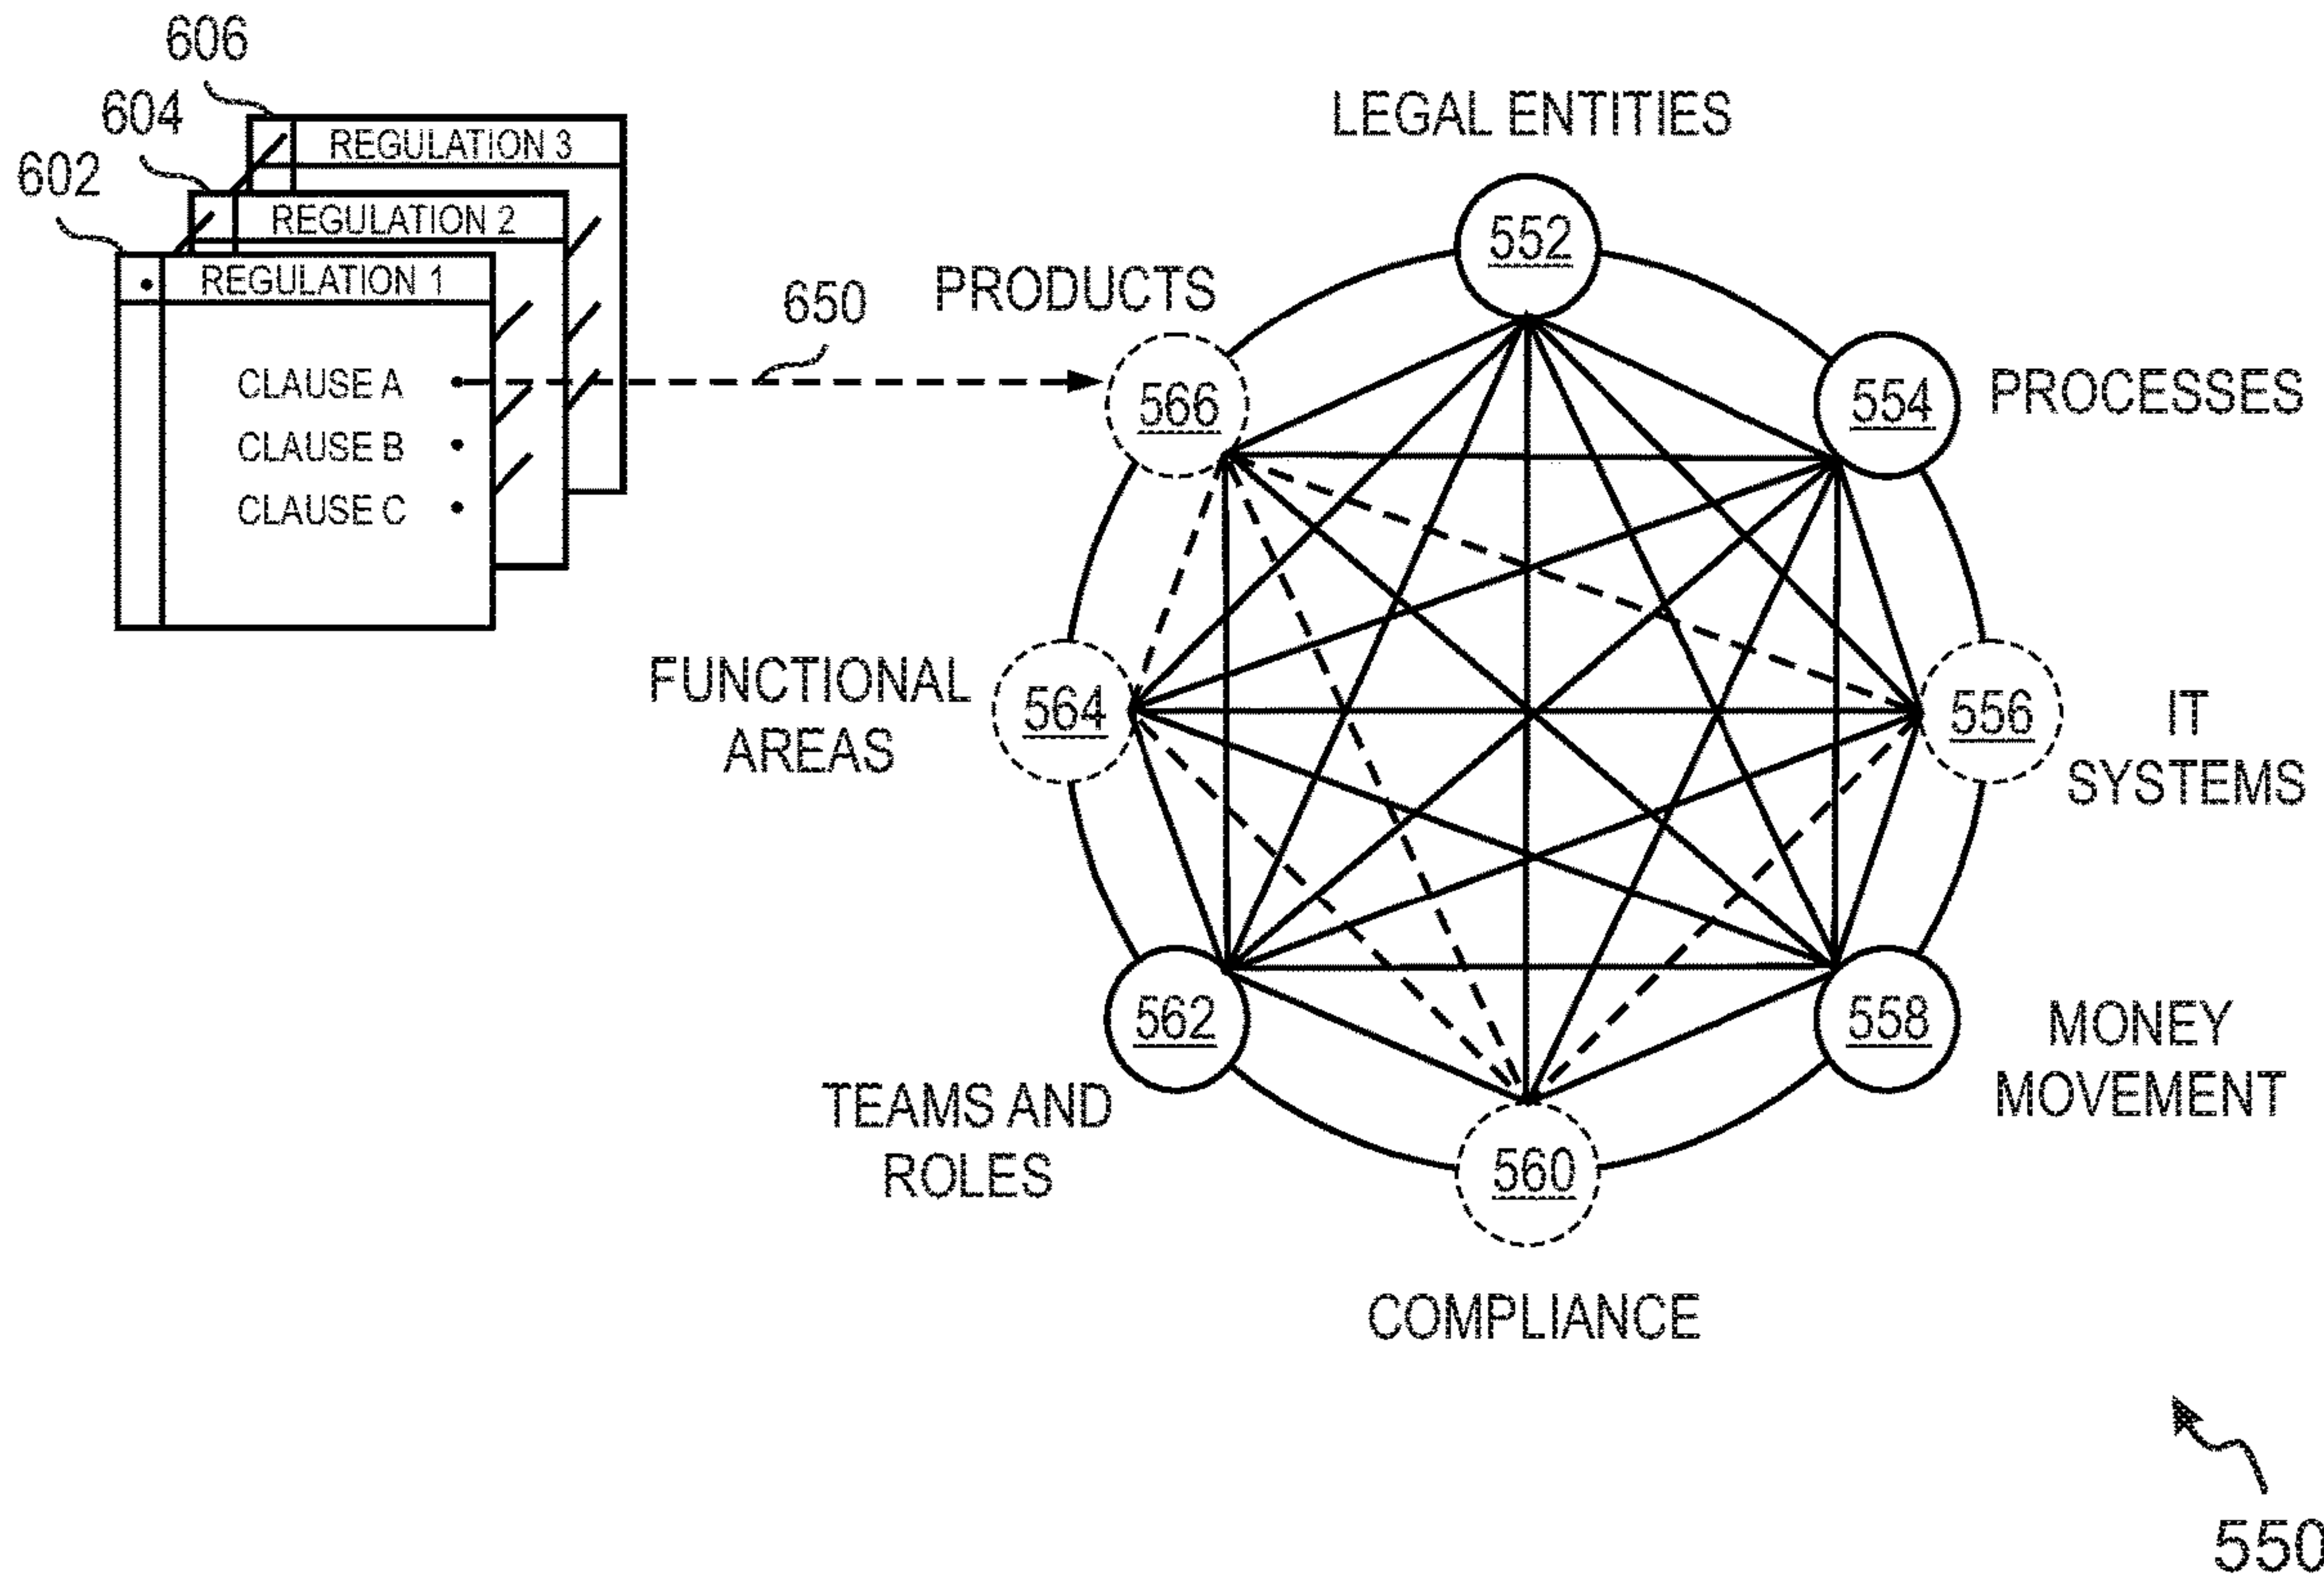 606
604
602
REGULATION 3
REGULATION 2
REGULATION 1
CLAUSE A
CLAUSE B
CLAUSE C
650
LEGAL ENTITIES
552
PRODUCTS
566
554
PROCESSES
FUNCTIONAL
AREAS
564
556
IT
SYSTEMS
562
TEAMS AND
ROLES
558
MONEY
MOVEMENT
560
COMPLIANCE
550